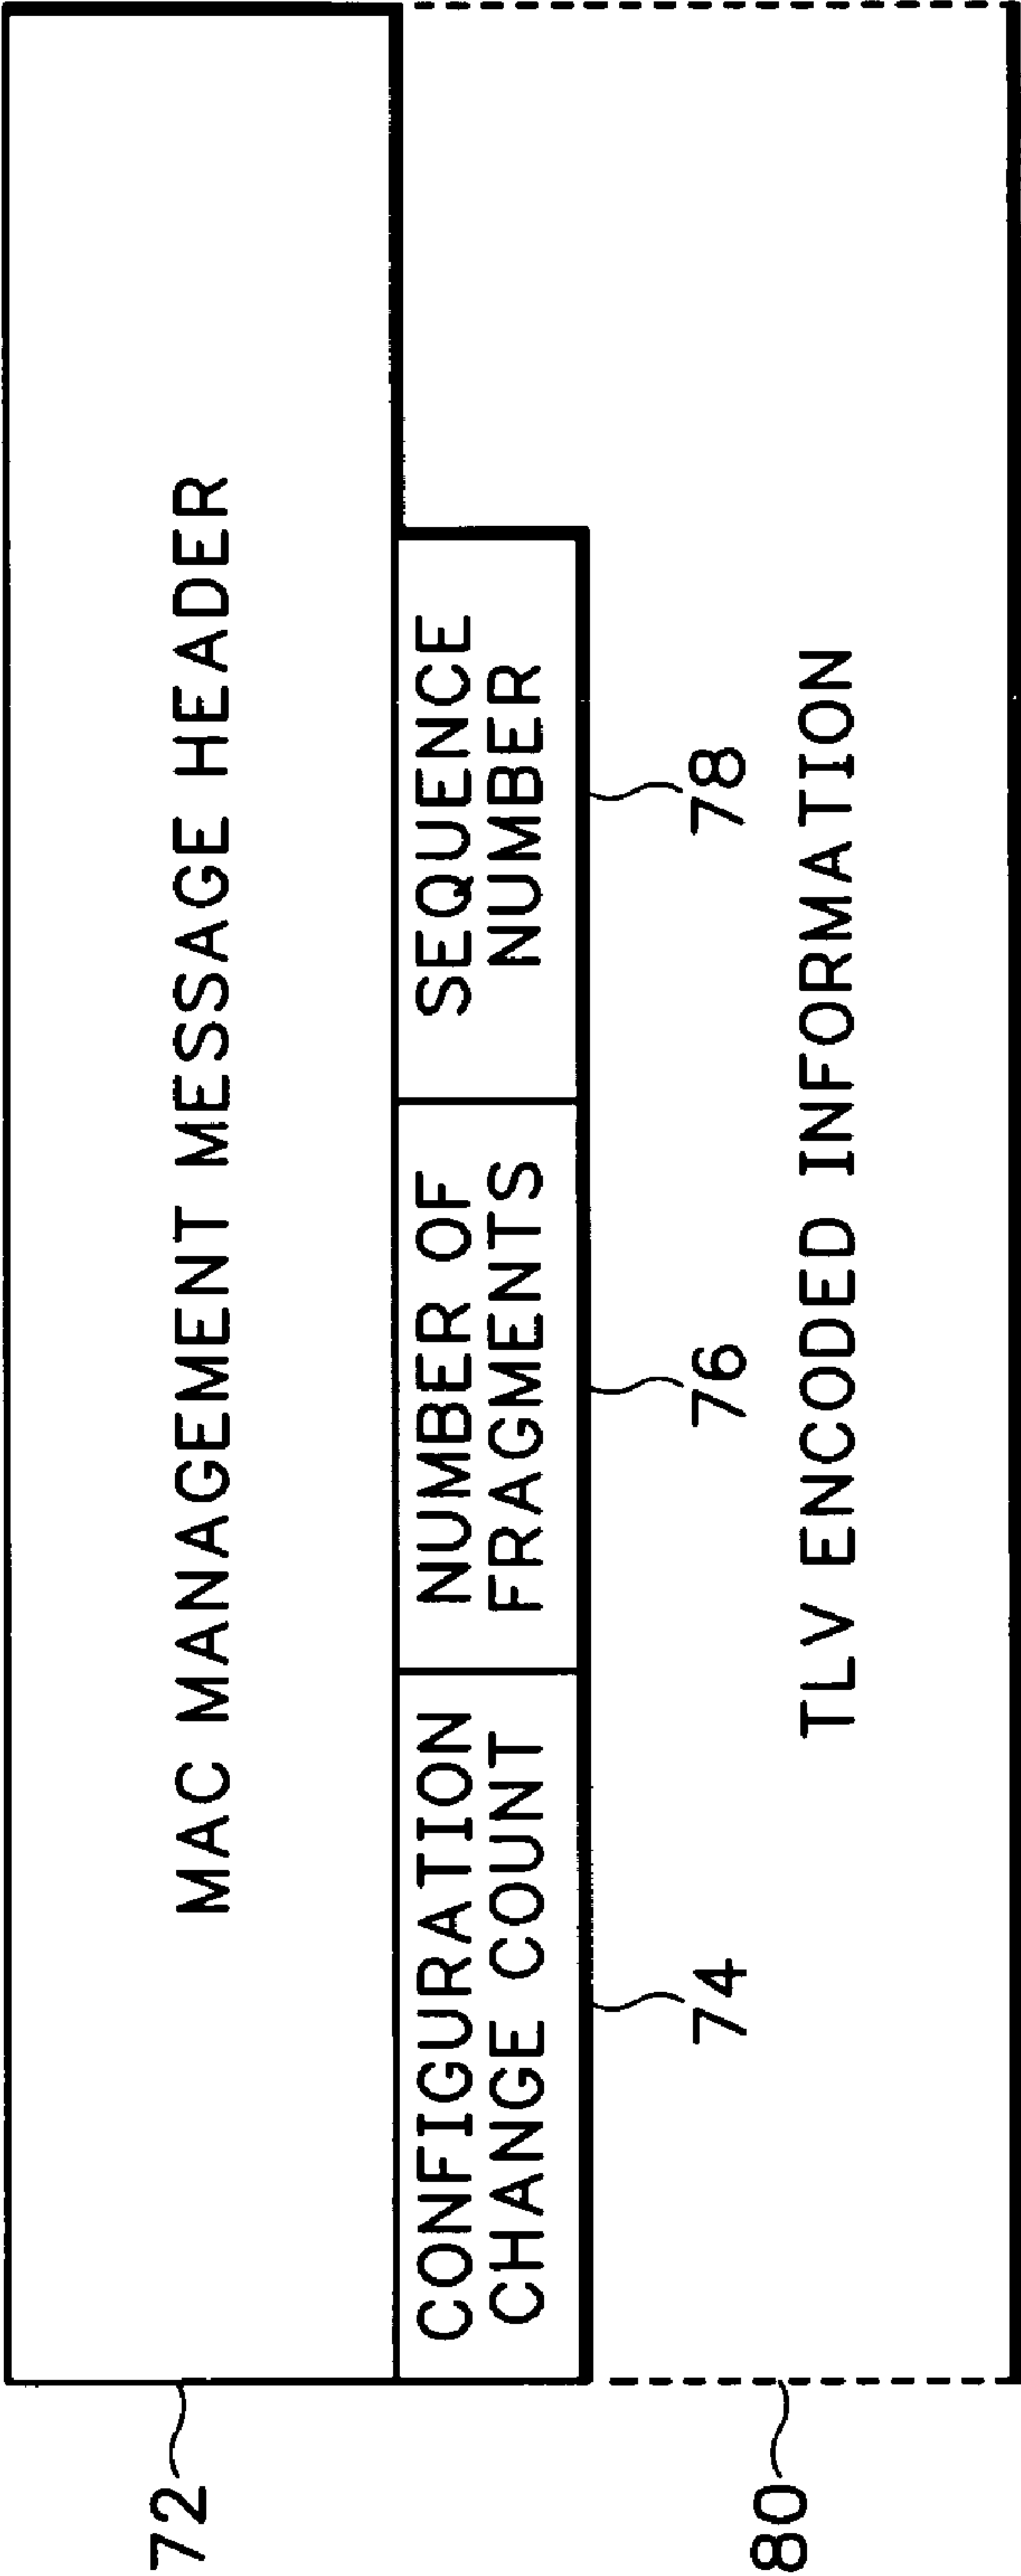 72
MAC MANAGEMENT MESSAGE HEADER
CONFIGURATION
CHANGE COUNT
NUMBER OF
FRAGMENTS
SEQUENCE
NUMBER
74
76
78
80
TLV ENCODED INFORMATION